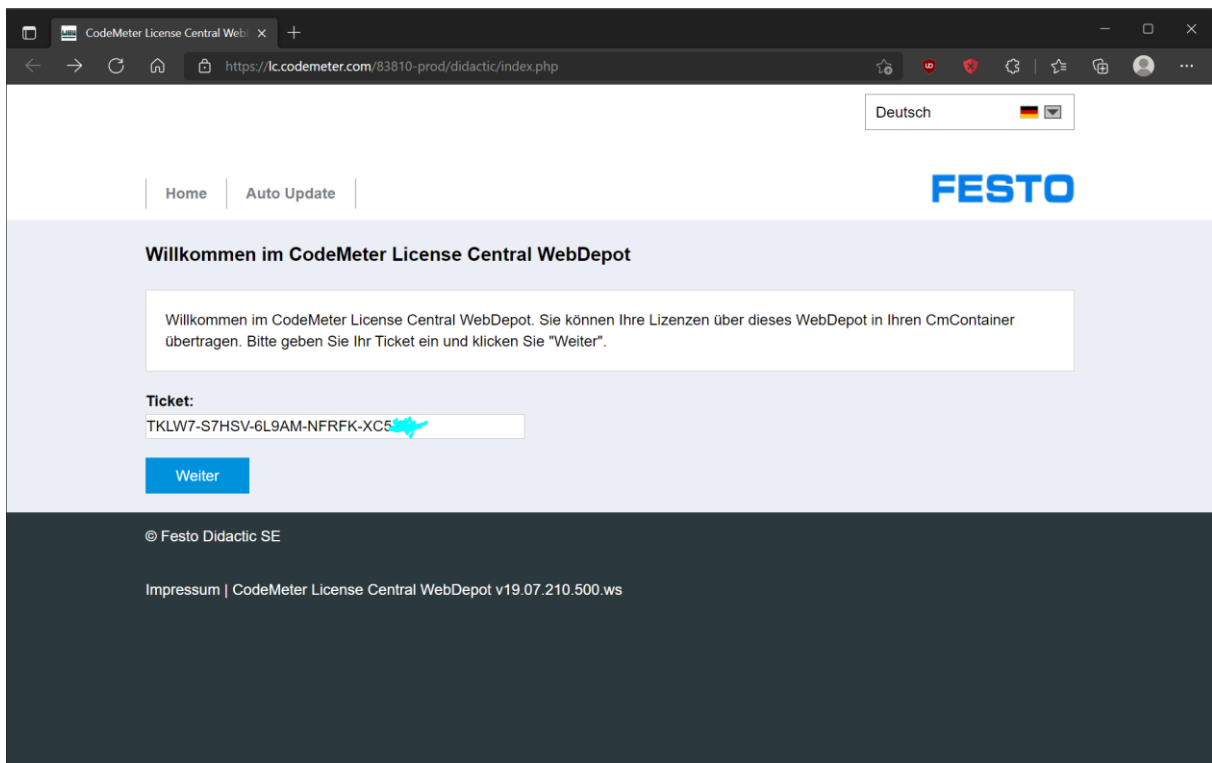 CodeMeter License Central Web
https://lc.codemeter.com/83810-prod/didactic/index.php
Deutsch
Home
Auto Update
FESTO
Willkommen im CodeMeter License Central WebDepot
Willkommen im CodeMeter License Central WebDepot. Sie können Ihre Lizenzen über dieses WebDepot in Ihren CmContainer
übertragen. Bitte geben Sie Ihr Ticket ein und klicken Sie "Weiter".
Ticket:
TKLW7-S7HSV-6L9AM-NFRFK-XC5
Weiter
© Festo Didactic SE
Impressum | CodeMeter License Central WebDepot v19.07.210.500.ws